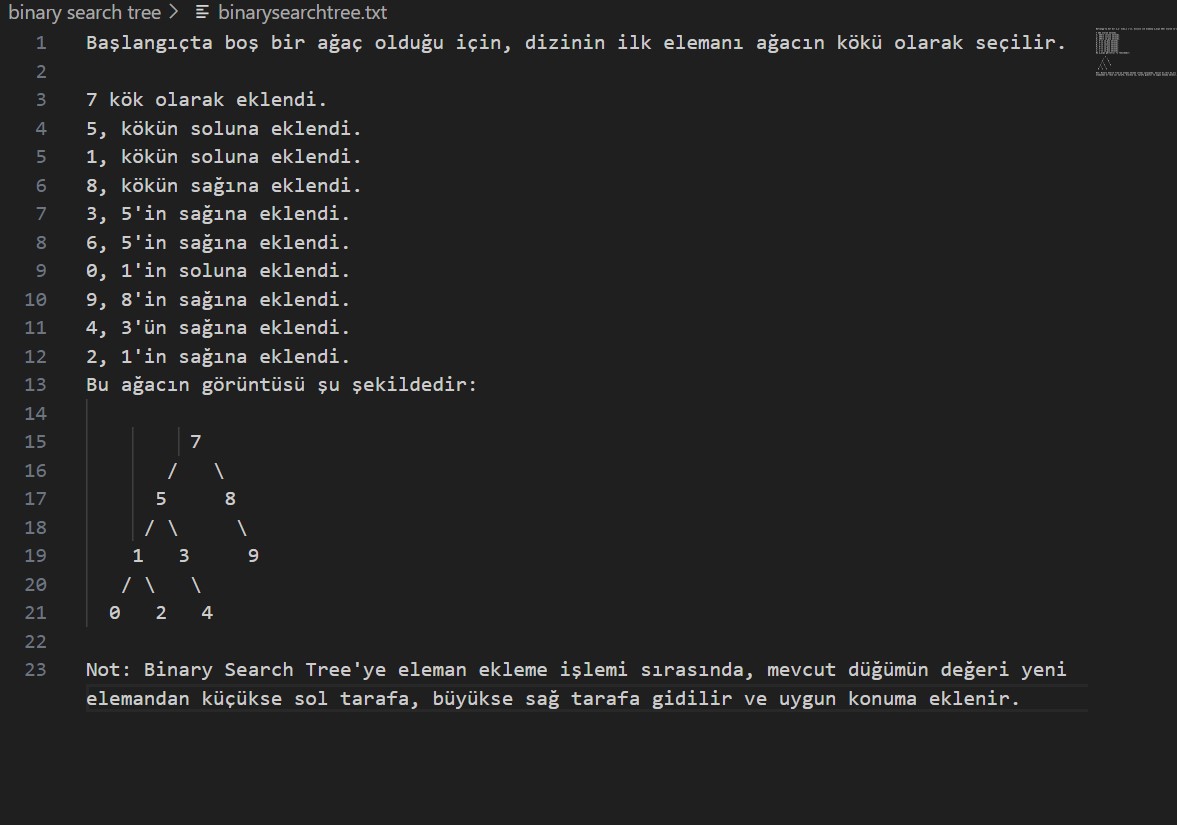 binary search tree > binarysearchtree.txt
1 Başlangıçta boş bir ağaç olduğu için, dizinin ilk elemanı ağacın kökü olarak seçilir.
2
3 7 kök olarak eklendi.
4 5, kökün soluna eklendi.
5 1, kökün soluna eklendi.
6 8, kökün sağına eklendi.
7 3, 5'in sağına eklendi.
8 6, 5'in sağına eklendi.
9 0, 1'in soluna eklendi.
10 9, 8'in sağına eklendi.
11 4, 3'ün sağına eklendi.
12 2, 1'in sağına eklendi.
13 Bu ağacın görüntüsü şu şekildedir:
14
15 7
16 / \
17 5 8
18 / \ \
19 1 3 9
20 / \ \
21 0 2 4
22
23 Not: Binary Search Tree'ye eleman ekleme işlemi sırasında, mevcut düğümün değeri yeni
elemandan küçükse sol tarafa, büyükse sağ tarafa gidilir ve uygun konuma eklenir.